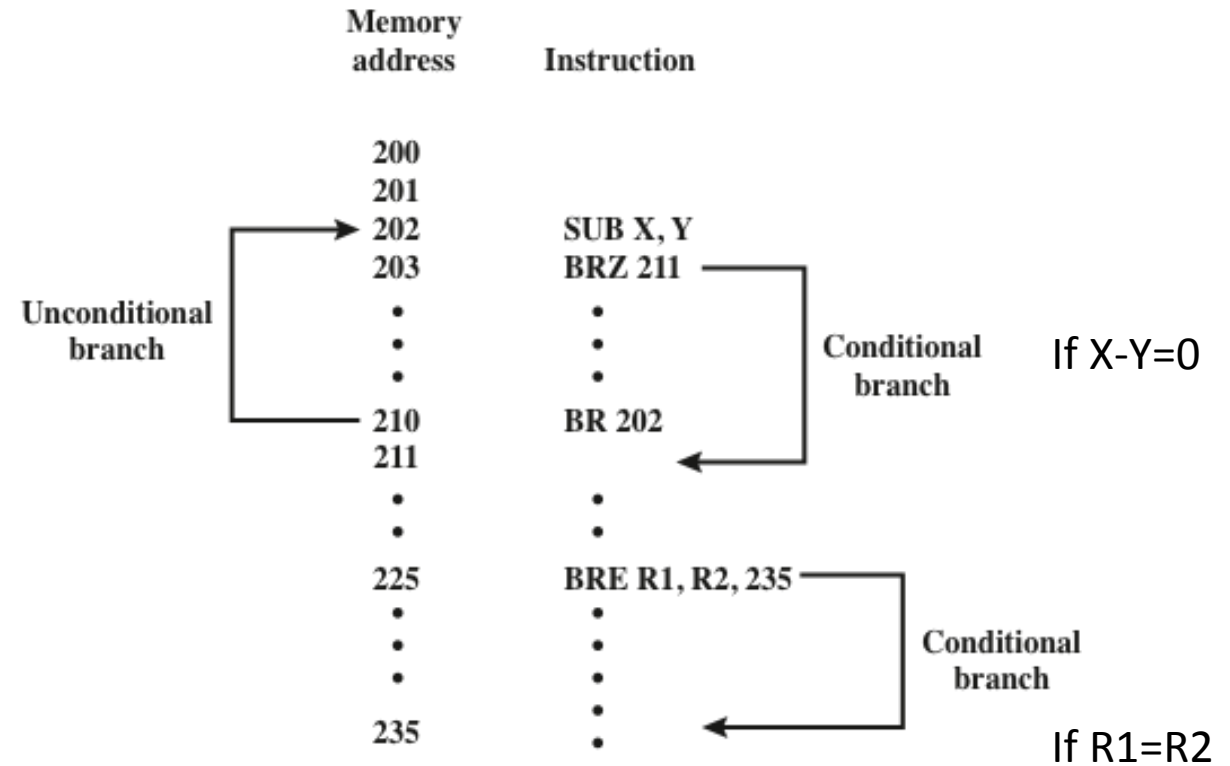 Memory
address Instruction
200
201
202 SUB X, Y
203 BRZ 211
Unconditional
branch
Conditional
branch
If X-Y=0
210 BR 202
211
225 BRE R1, R2, 235
Conditional
branch
235
If R1=R2